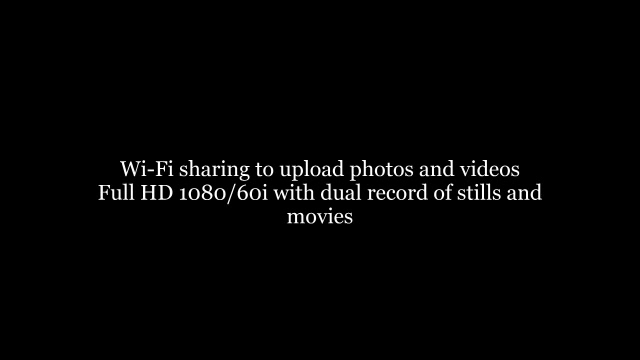 Wi-Fi sharing to upload photos and videos
Full HD 1080/60i with dual record of stills and
movies